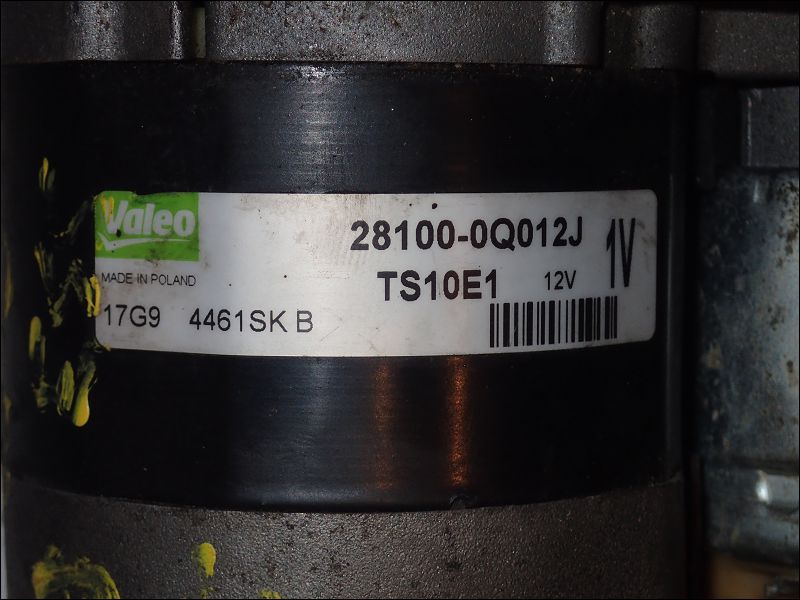 Valeo
MADE IN POLAND
17G9 4461SK B
28100-0Q012J
TS10E1 12V
1V